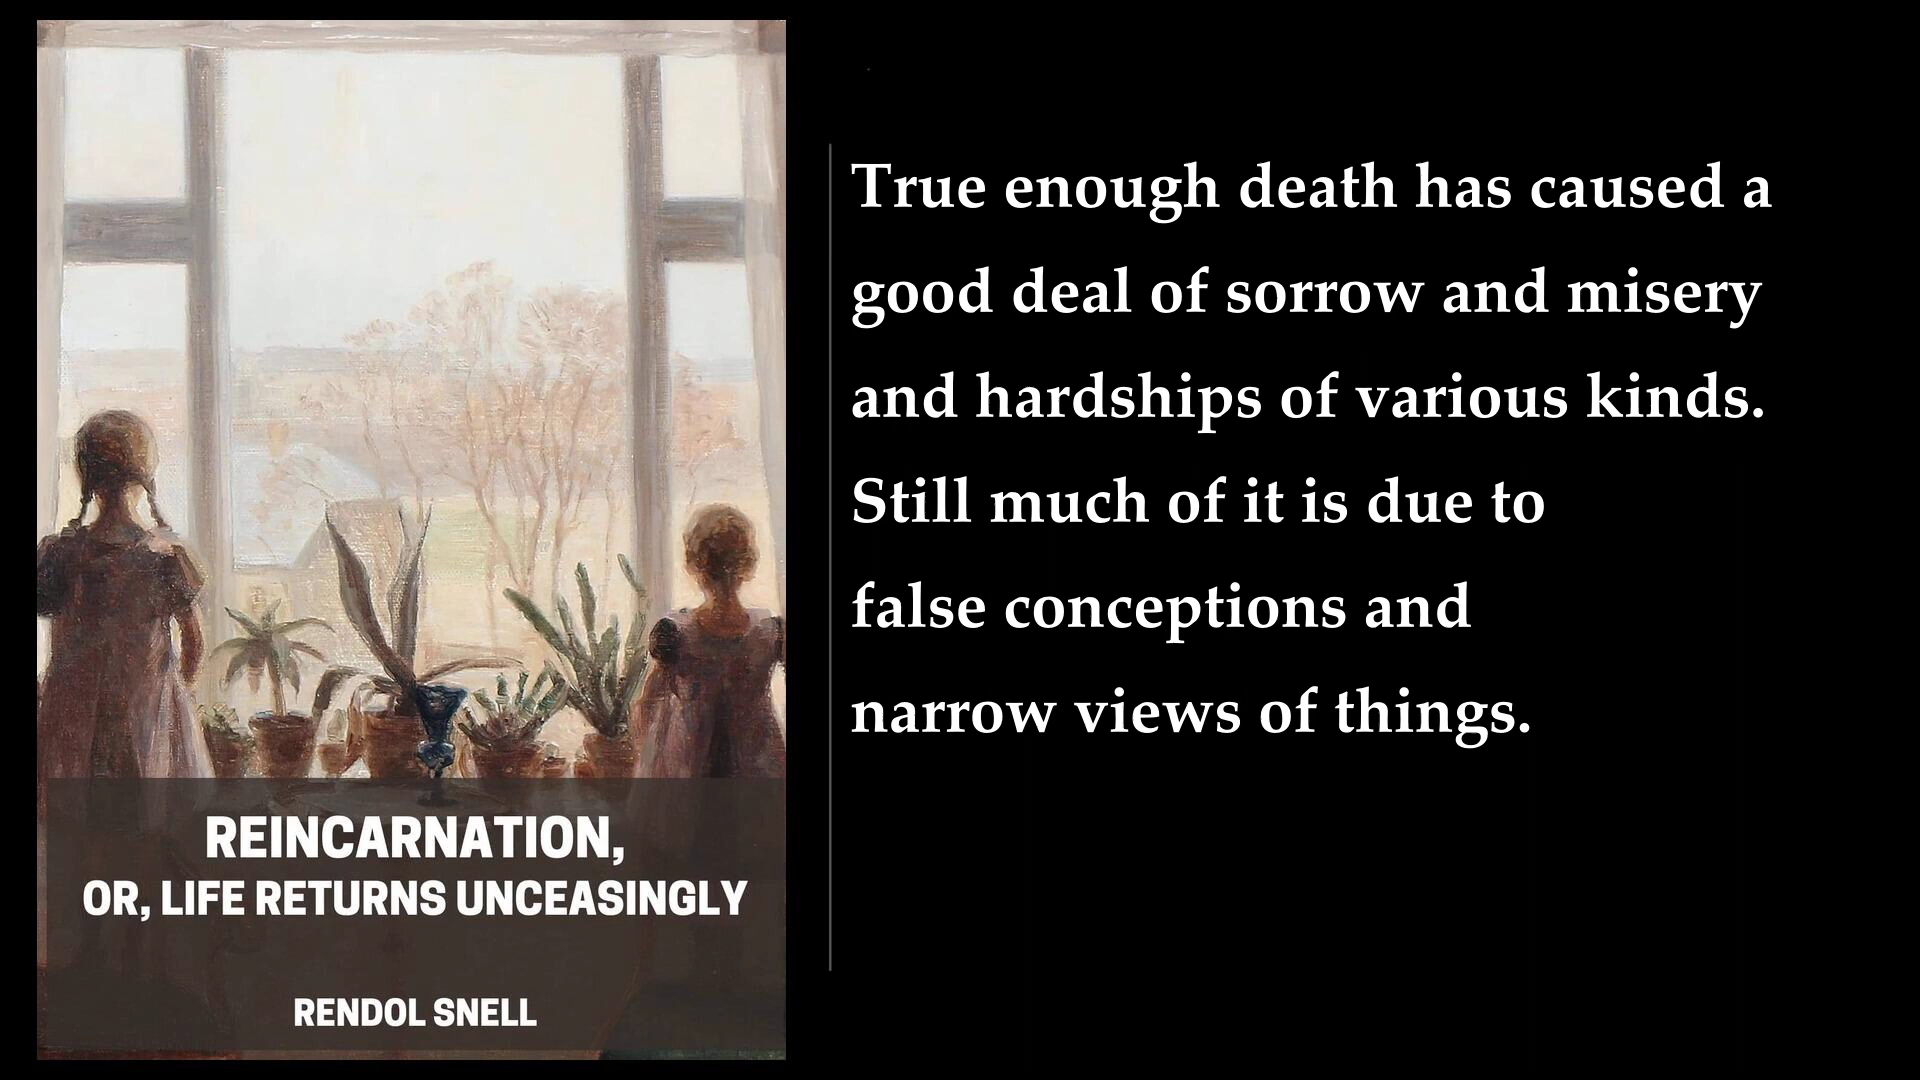 True enough death has caused a
good deal of sorrow and misery
and hardships of various kinds.
Still much of it is due to
false conceptions and
narrow views of things.
REINCARNATION,
OR, LIFE RETURNS UNCEASINGLY
RENDOL SNELL